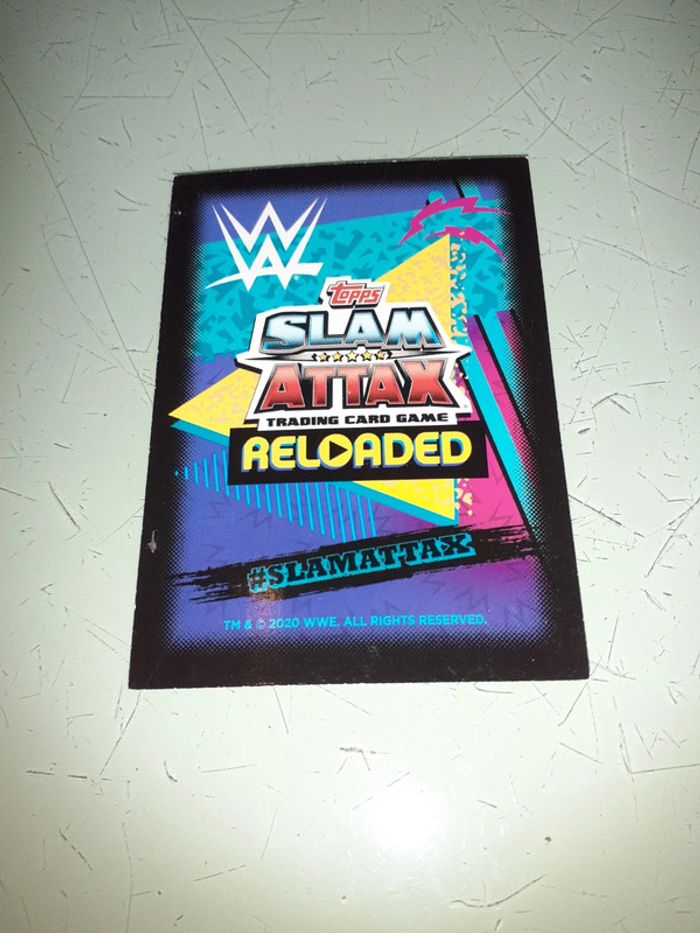 W
topps
SLAM
ATTAX
TRADING CARD GAME
RELOADED
#SLAMATTAX
TM & © 2020 WWE. ALL RIGHTS RESERVED.